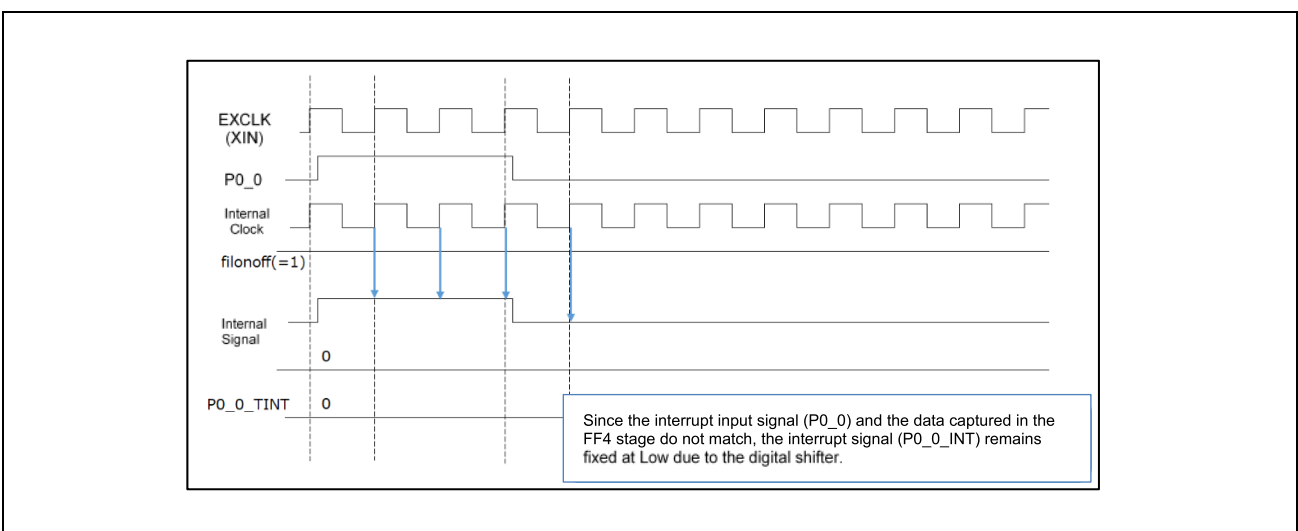 EXCLK
(XIN)
P0_0
Internal
Clock
filonoff(=1)
Internal
Signal
0
P0_0_TINT 0
Since the interrupt input signal (P0_0) and the data captured in the
FF4 stage do not match, the interrupt signal (P0_0_INT) remains
fixed at Low due to the digital shifter.